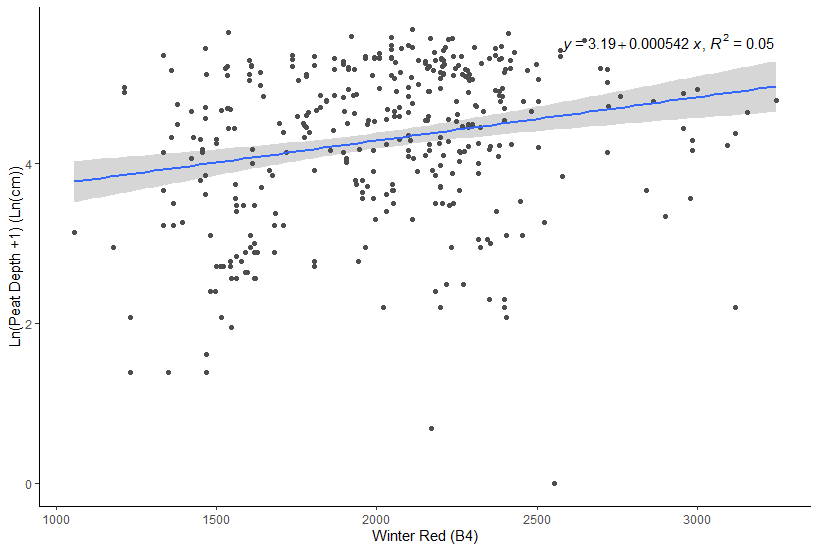 y = 3.19 + 0.000542 x, R² = 0.05
Ln(Peat Depth +1) (Ln(cm))
4
2
0
1000 1500 2000 2500 3000
Winter Red (B4)